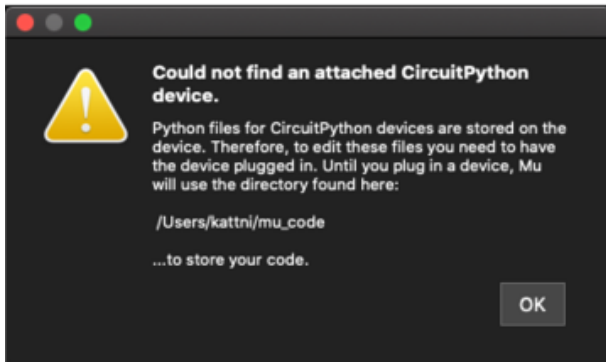 Could not find an attached CircuitPython
device.
Python files for CircuitPython devices are stored on the
device. Therefore, to edit these files you need to have
the device plugged in. Until you plug in a device, Mu
will use the directory found here:
/Users/kattni/mu_code
...to store your code.
OK